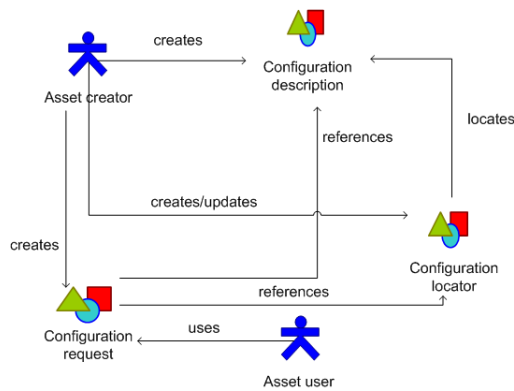 creates
Configuration
description
Asset creator
locates
references
creates/updates
creates
Configuration
locator
references
Configuration
request
uses
Asset user